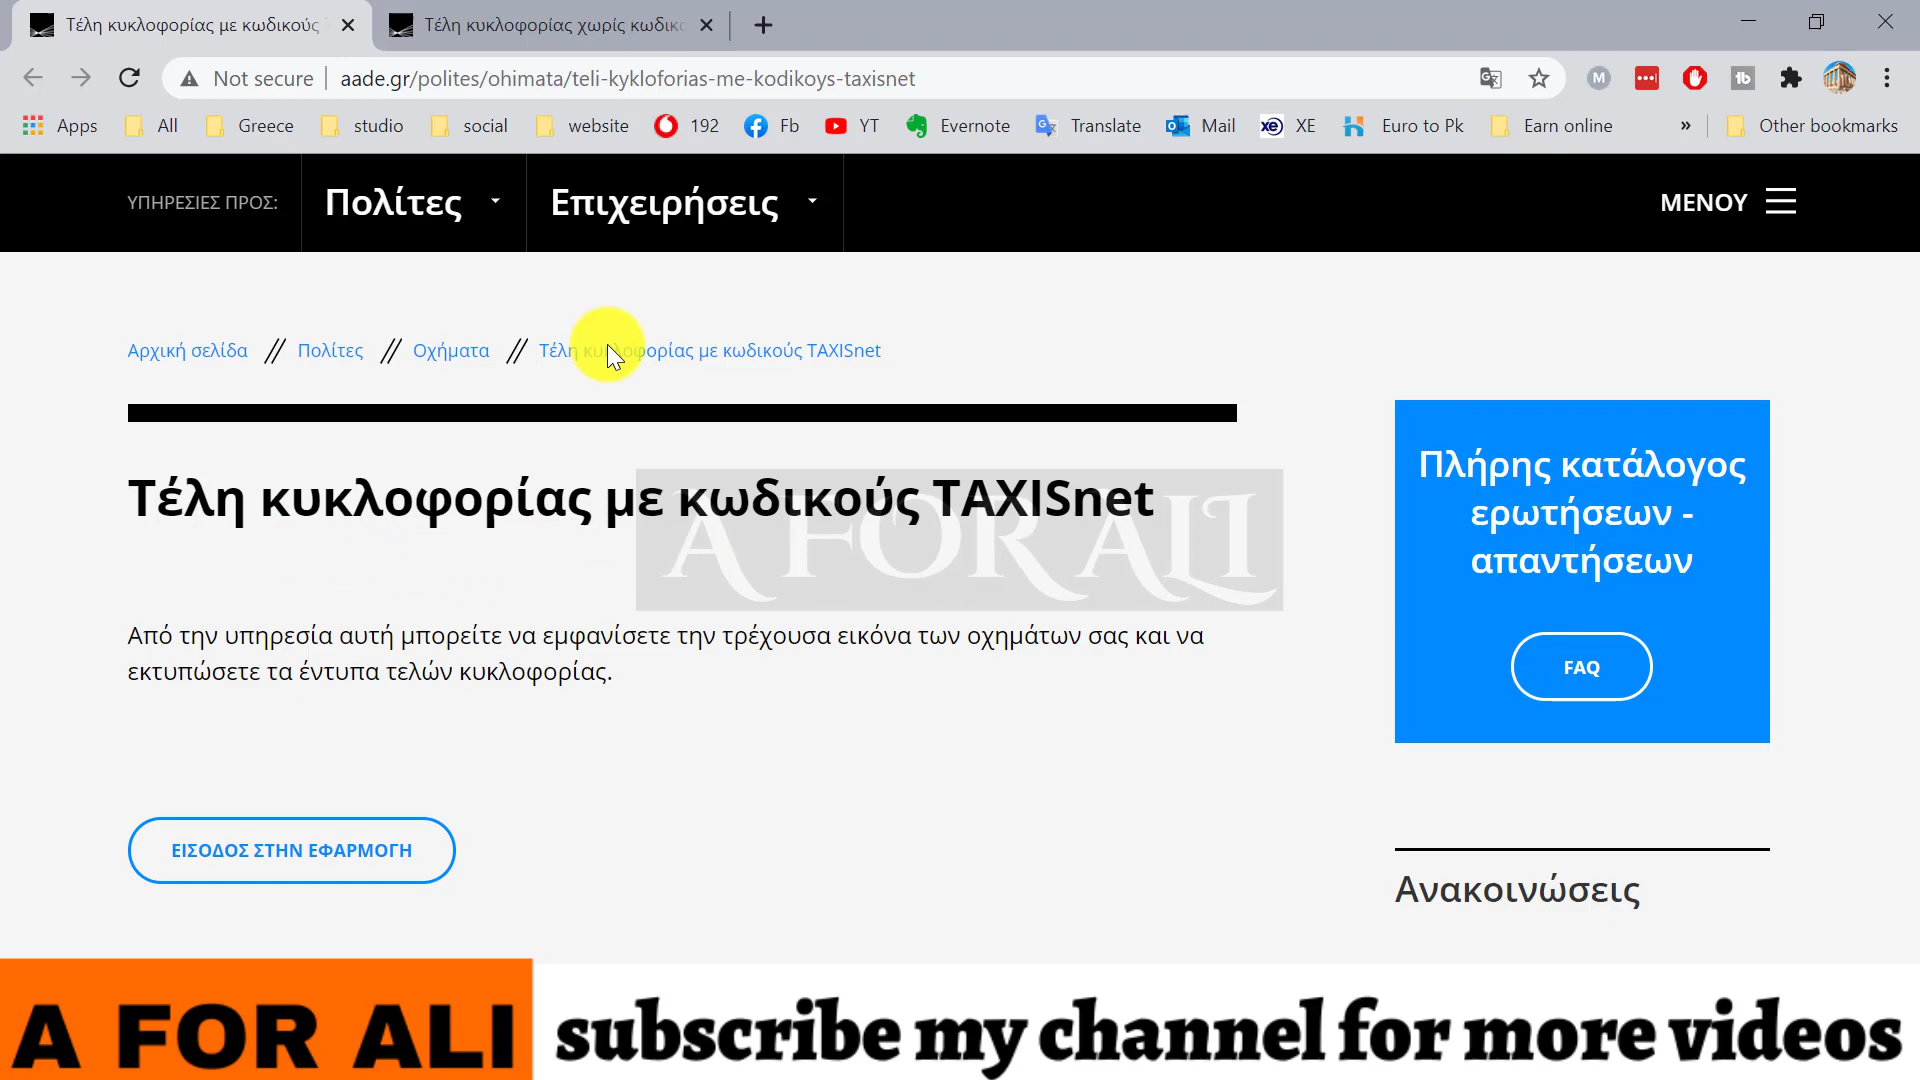 Τέλη κυκλοφορίας με κωδικούς
Τέλη κυκλοφορίας χωρίς κωδικ
Not secure
aade.gr/polites/ohimata/teli-kykloforias-me-kodikoys-taxisnet
M
Apps
All
Greece
studio
social
website
192
Fb
YT
Evernote
Translate
Mail
XE
Euro to Pk
Earn online
»
Other bookmarks
ΥΠΗΡΕΣΙΕΣ ΠΡΟΣ:
Πολίτες
Επιχειρήσεις
ΜΕΝΟΥ
Αρχική σελίδα // Πολίτες // Οχήματα // Τέλη κυκλοφορίας με κωδικούς TAXISnet
Τέλη κυκλοφορίας με κωδικούς TAXISnet
A FOR ALI
Από την υπηρεσία αυτή μπορείτε να εμφανίσετε την τρέχουσα εικόνα των οχημάτων σας και να
εκτυπώσετε τα έντυπα τελών κυκλοφορίας.
ΕΙΣΟΔΟΣ ΣΤΗΝ ΕΦΑΡΜΟΓΗ
Πλήρης κατάλογος
ερωτήσεων -
απαντήσεων
FAQ
Ανακοινώσεις
A FOR ALI
subscribe my channel for more videos